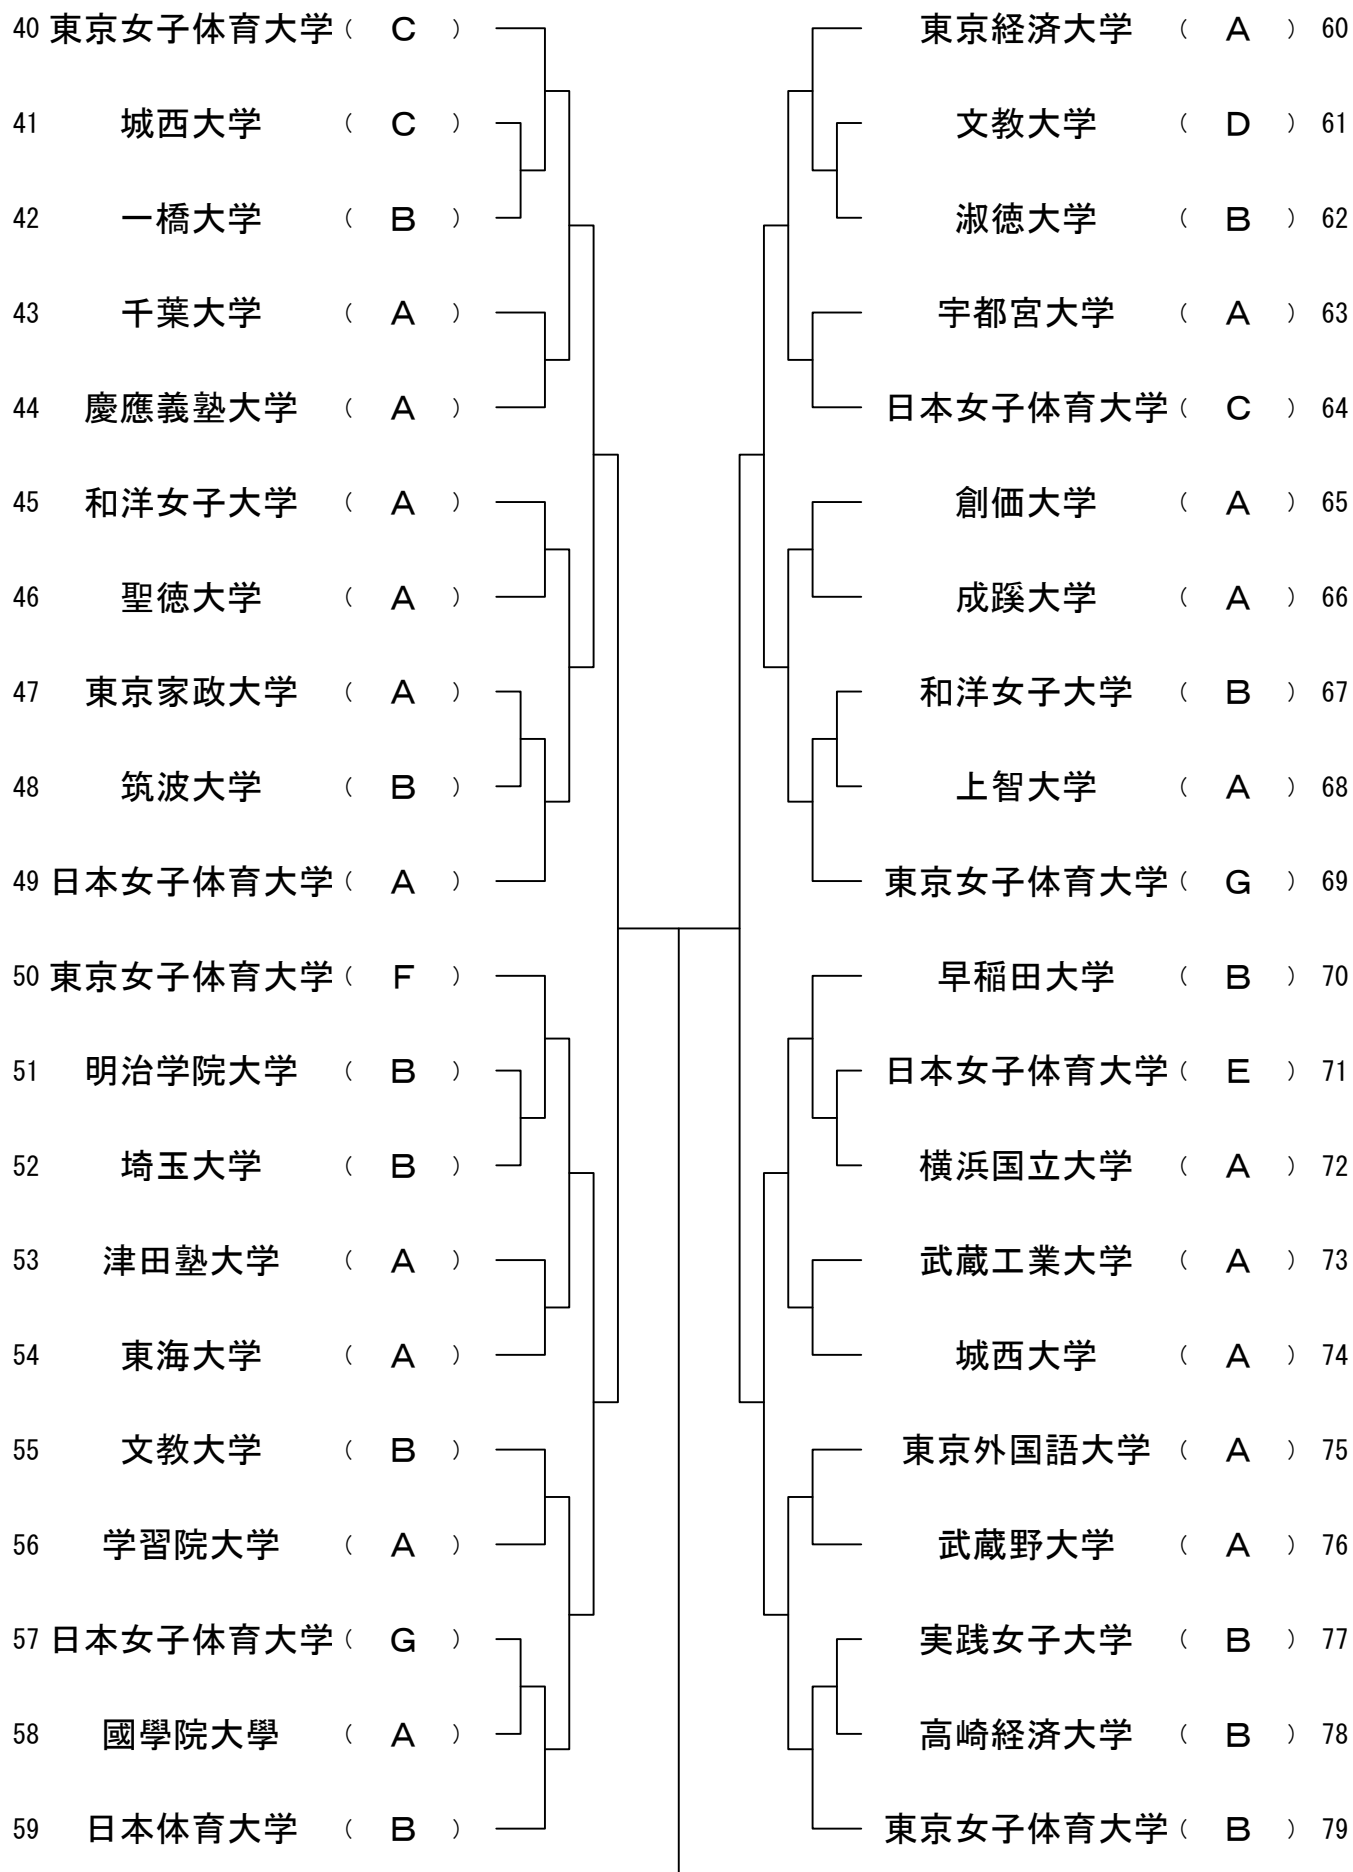 40 東京女子体育大学（ C ） 東京経済大学 （ A ） 60
41 城西大学 （ C ） 文教大学 （ D ） 61
42 一橋大学 （ B ） 淑徳大学 （ B ） 62
43 千葉大学 （ A ） 宇都宮大学 （ A ） 63
44 慶應義塾大学 （ A ） 日本女子体育大学（ C ） 64
45 和洋女子大学 （ A ） 創価大学 （ A ） 65
46 聖徳大学 （ A ） 成蹊大学 （ A ） 66
47 東京家政大学 （ A ） 和洋女子大学 （ B ） 67
48 筑波大学 （ B ） 上智大学 （ A ） 68
49 日本女子体育大学（ A ） 東京女子体育大学（ G ） 69
50 東京女子体育大学（ F ） 早稲田大学 （ B ） 70
51 明治学院大学 （ B ） 日本女子体育大学（ E ） 71
52 埼玉大学 （ B ） 横浜国立大学 （ A ） 72
53 津田塾大学 （ A ） 武蔵工業大学 （ A ） 73
54 東海大学 （ A ） 城西大学 （ A ） 74
55 文教大学 （ B ） 東京外国語大学 （ A ） 75
56 学習院大学 （ A ） 武蔵野大学 （ A ） 76
57 日本女子体育大学（ G ） 実践女子大学 （ B ） 77
58 國學院大學 （ A ） 高崎経済大学 （ B ） 78
59 日本体育大学 （ B ） 東京女子体育大学（ B ） 79